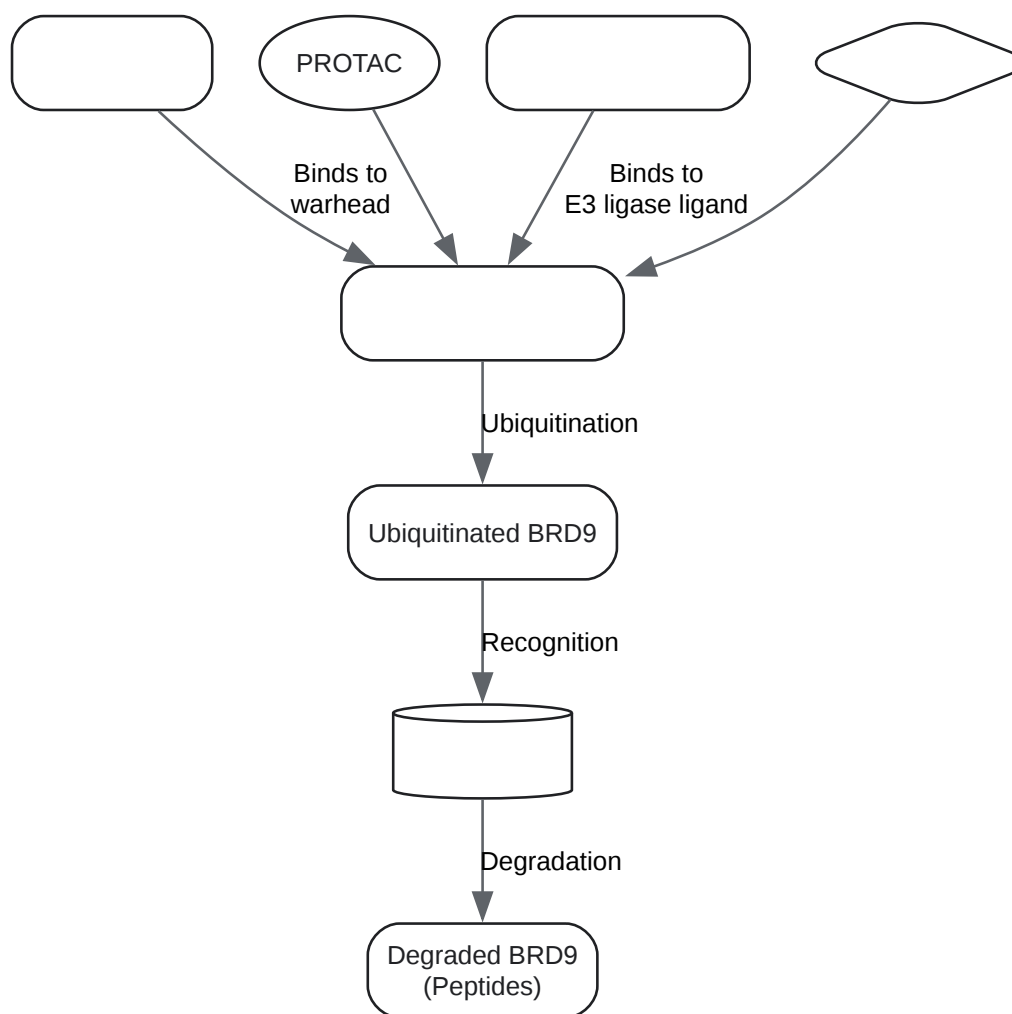 PROTAC
Binds to
warhead
Binds to
E3 ligase ligand
Ubiquitination
Ubiquitinated BRD9
Recognition
Degradation
Degraded BRD9
(Peptides)